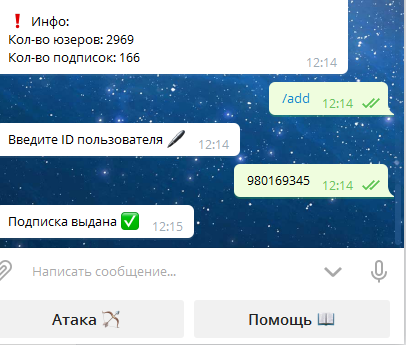 ❗ Инфо:
Кол-во юзеров: 2969
Кол-во подписок: 166
12:14
/add 12:14
Введите ID пользователя 🖊 12:14
980169345 12:14
Подписка выдана ✅ 12:15
Написать сообщение...
Атака 🏹 Помощь 📖